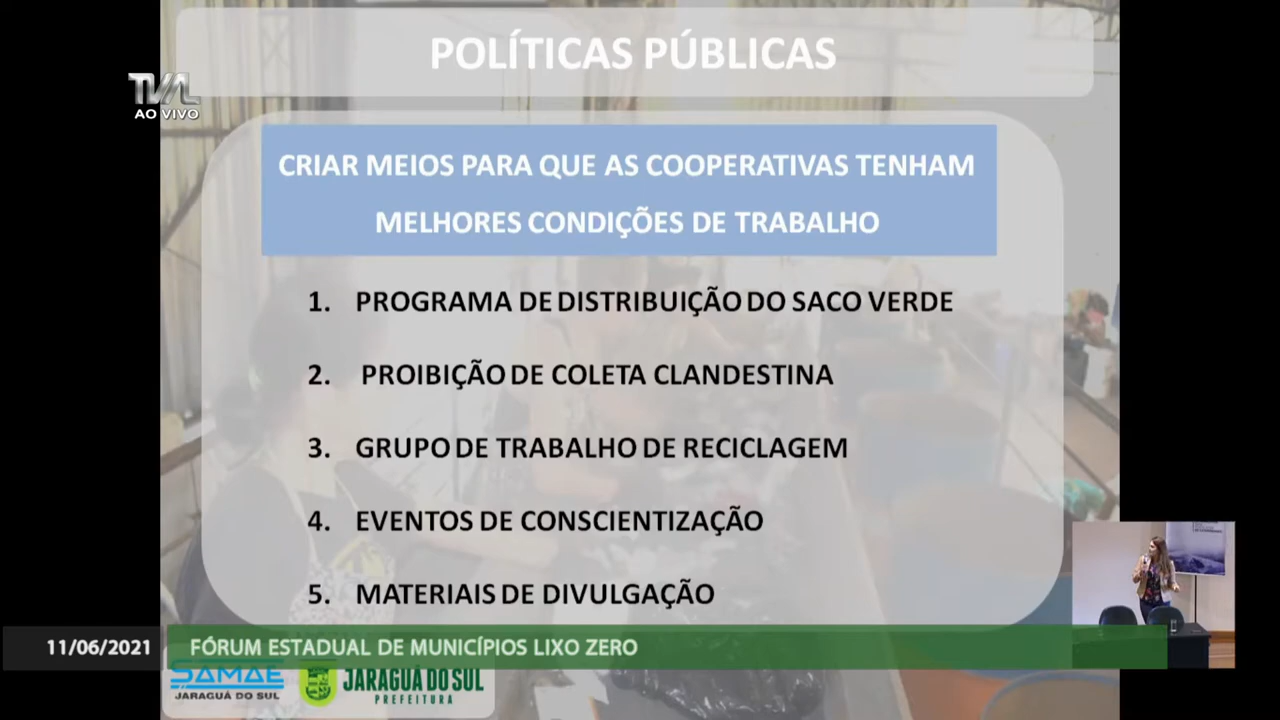 POLÍTICAS PÚBLICAS
TVAL
AO VIVO
CRIAR MEIOS PARA QUE AS COOPERATIVAS TENHAM
MELHORES CONDIÇÕES DE TRABALHO
1. PROGRAMA DE DISTRIBUIÇÃO DO SACO VERDE
2. PROIBIÇÃO DE COLETA CLANDESTINA
3. GRUPO DE TRABALHO DE RECICLAGEM
4. EVENTOS DE CONSCIENTIZAÇÃO
5. MATERIAIS DE DIVULGAÇÃO
11/06/2021
FÓRUM ESTADUAL DE MUNICÍPIOS LIXO ZERO
SAMAE
JARAGUÁ DO SUL
JARAGUÁ DO SUL
PREFEITURA